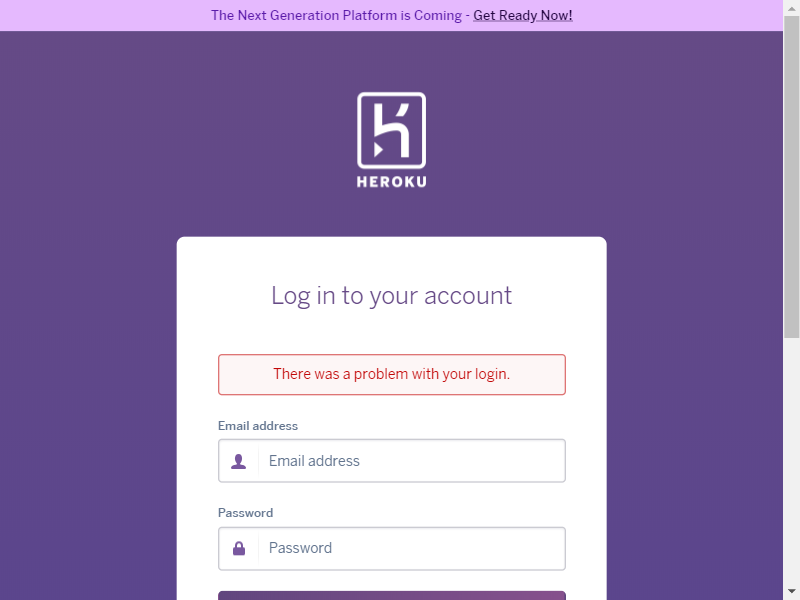 The Next Generation Platform is Coming - Get Ready Now!
HEROKU
Log in to your account
There was a problem with your login.
Email address
Email address
Password
Password